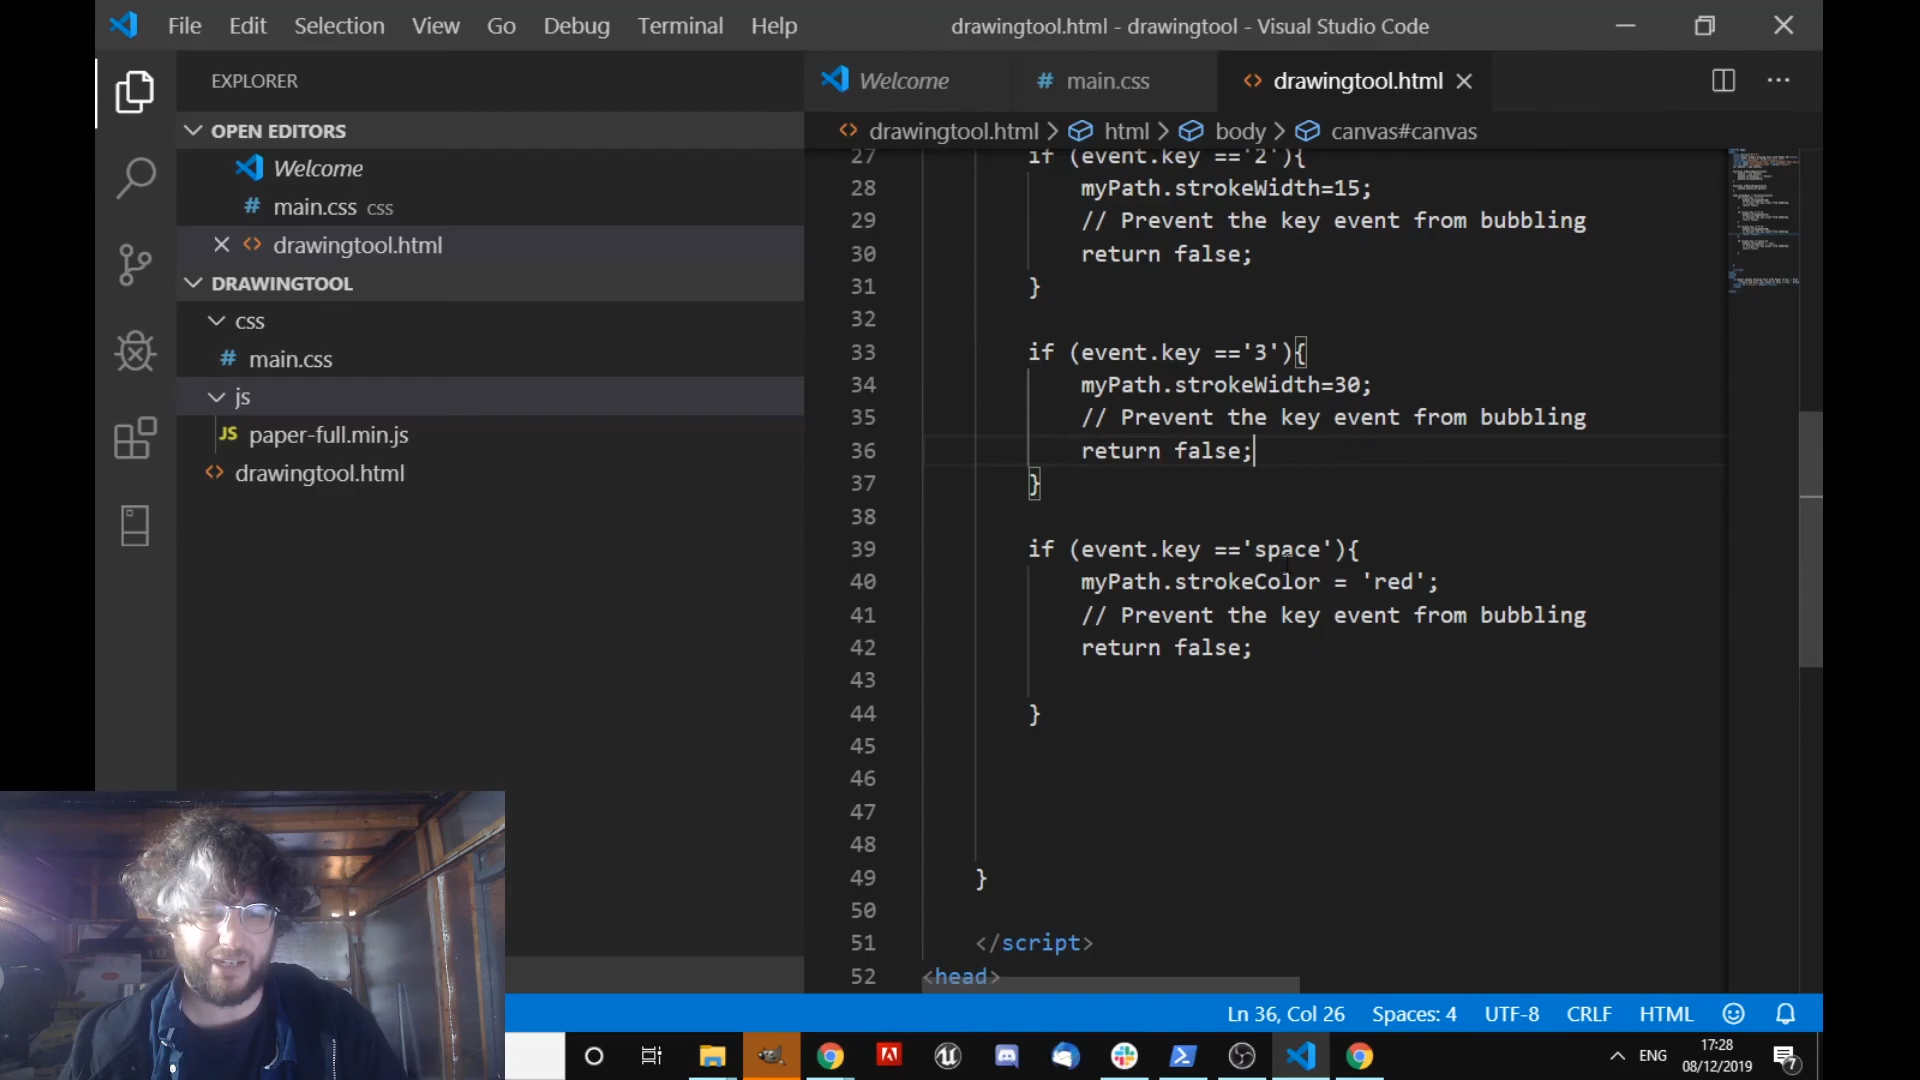 File Edit Selection View Go Debug Terminal Help
drawingtool.html - drawingtool - Visual Studio Code
EXPLORER
OPEN EDITORS
Welcome
# main.css css
<> drawingtool.html
DRAWINGTOOL
css
# main.css
js
JS paper-full.min.js
<> drawingtool.html
Welcome # main.css <> drawingtool.html
<> drawingtool.html > html > body > canvas#canvas
27 if (event.key =='2'){
28 myPath.strokeWidth=15;
29 // Prevent the key event from bubbling
30 return false;
31 }
32
33 if (event.key =='3'){
34 myPath.strokeWidth=30;
35 // Prevent the key event from bubbling
36 return false;
37 }
38
39 if (event.key =='space'){
40 myPath.strokeColor = 'red';
41 // Prevent the key event from bubbling
42 return false;
43
44 }
45
46
47
48
49 }
50
51 </script>
52 <head>
Ln 36, Col 26 Spaces: 4 UTF-8 CRLF HTML
ENG
17:28
08/12/2019
7